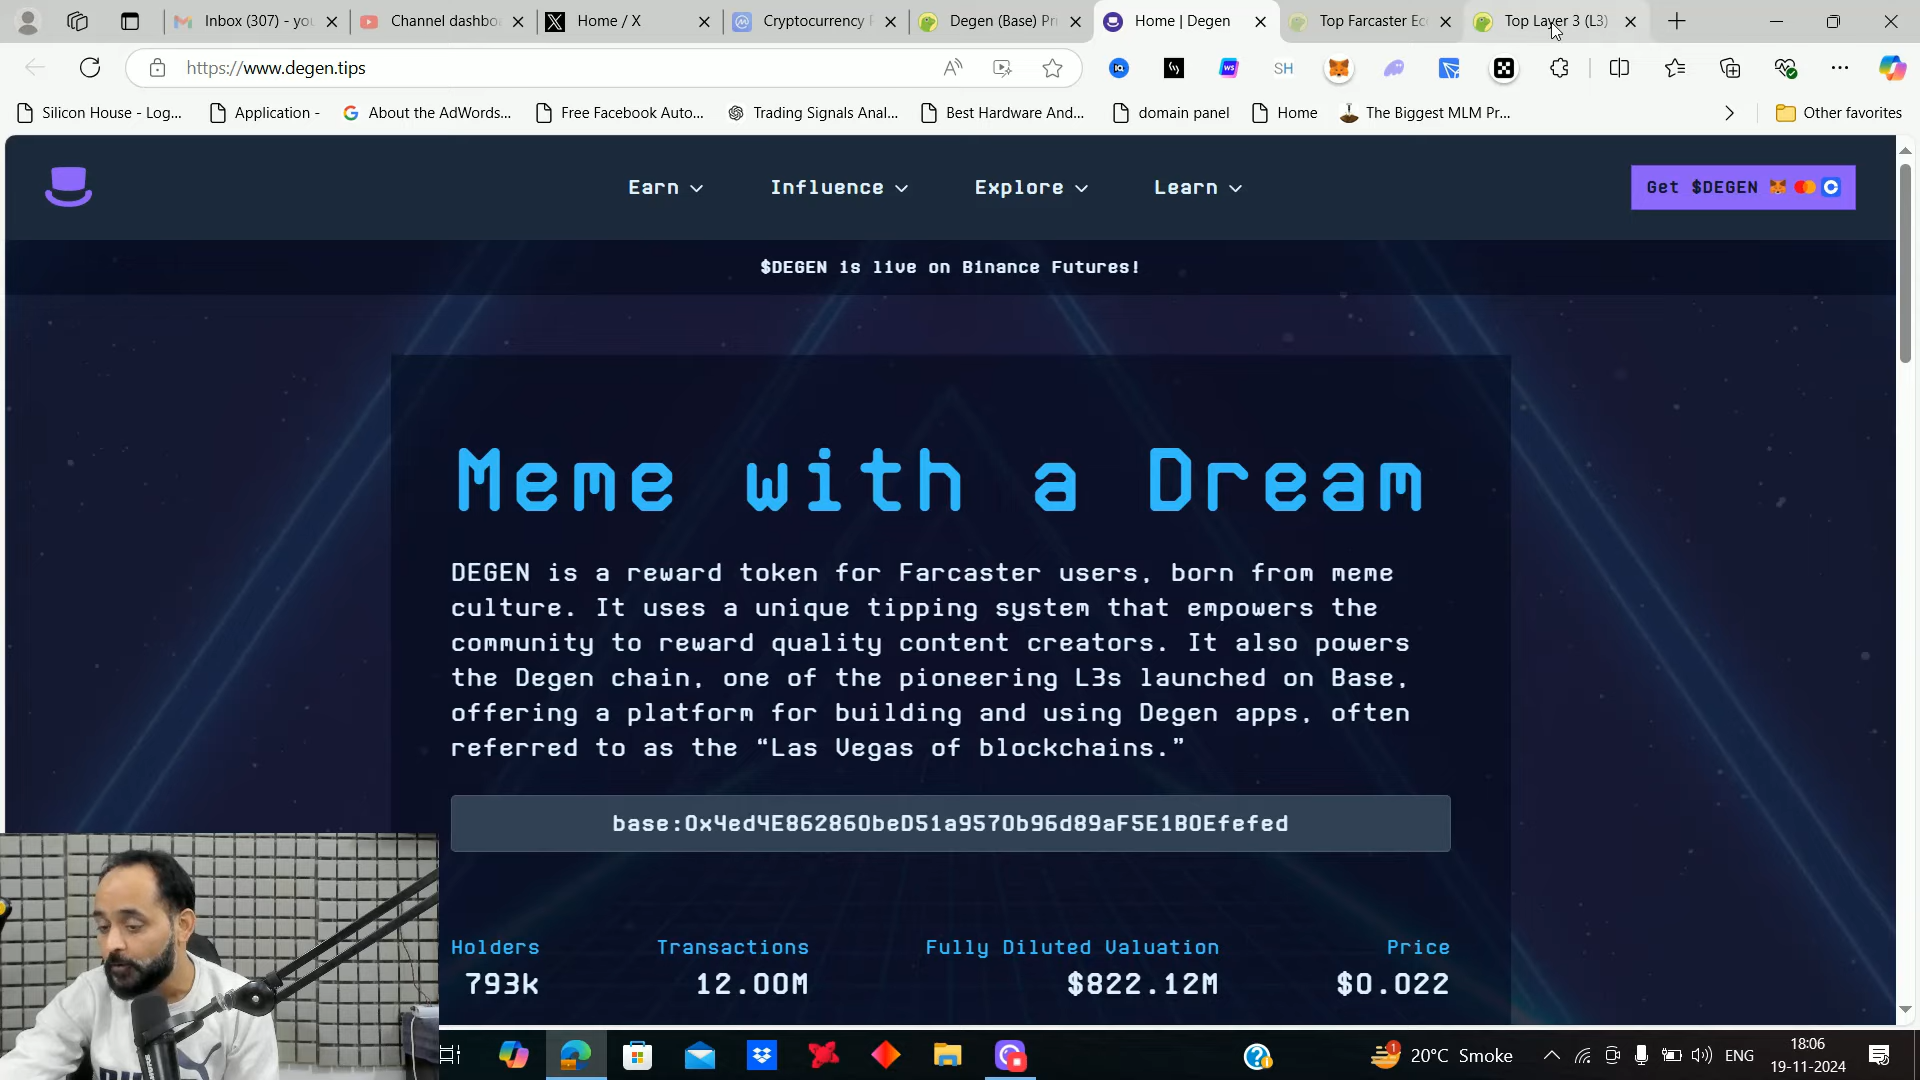 Inbox (307) - you
Channel dashbo
Home / X
Cryptocurrency P
Degen (Base) Pri
Home | Degen
Top Farcaster Ec
Top Layer 3 (L3)
https://www.degen.tips
Silicon House - Log...
Application -
About the AdWords...
Free Facebook Auto...
Trading Signals Anal...
Best Hardware And...
domain panel
Home
The Biggest MLM Pr...
Other favorites
Earn
Influence
Explore
Learn
Get $DEGEN
$DEGEN is live on Binance Futures!
Meme with a Dream
DEGEN is a reward token for Farcaster users, born from meme
culture. It uses a unique tipping system that empowers the
community to reward quality content creators. It also powers
the Degen chain, one of the pioneering L3s launched on Base,
offering a platform for building and using Degen apps, often
referred to as the “Las Vegas of blockchains.”
base:0x4ed4E862860beD51a9570b96d89aF5E1B0Efefed
Holders
Transactions
Fully Diluted Valuation
Price
793k
12.00M
$822.12M
$0.022
20°C Smoke
ENG
18:06
19-11-2024